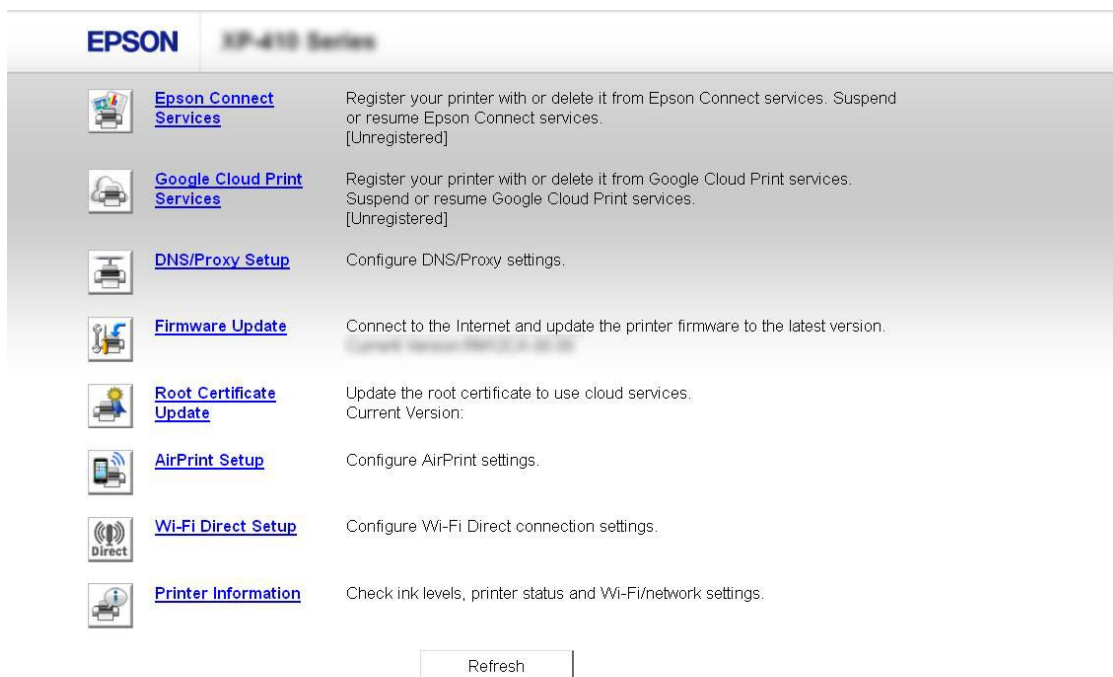 EPSON
XP-410 Series
Epson Connect Services
Register your printer with or delete it from Epson Connect services. Suspend
or resume Epson Connect services.
[Unregistered]
Google Cloud Print Services
Register your printer with or delete it from Google Cloud Print services.
Suspend or resume Google Cloud Print services.
[Unregistered]
DNS/Proxy Setup
Configure DNS/Proxy settings.
Firmware Update
Connect to the Internet and update the printer firmware to the latest version.
Root Certificate Update
Update the root certificate to use cloud services.
Current Version:
AirPrint Setup
Configure AirPrint settings.
Direct
Wi-Fi Direct Setup
Configure Wi-Fi Direct connection settings.
Printer Information
Check ink levels, printer status and Wi-Fi/network settings.
Refresh